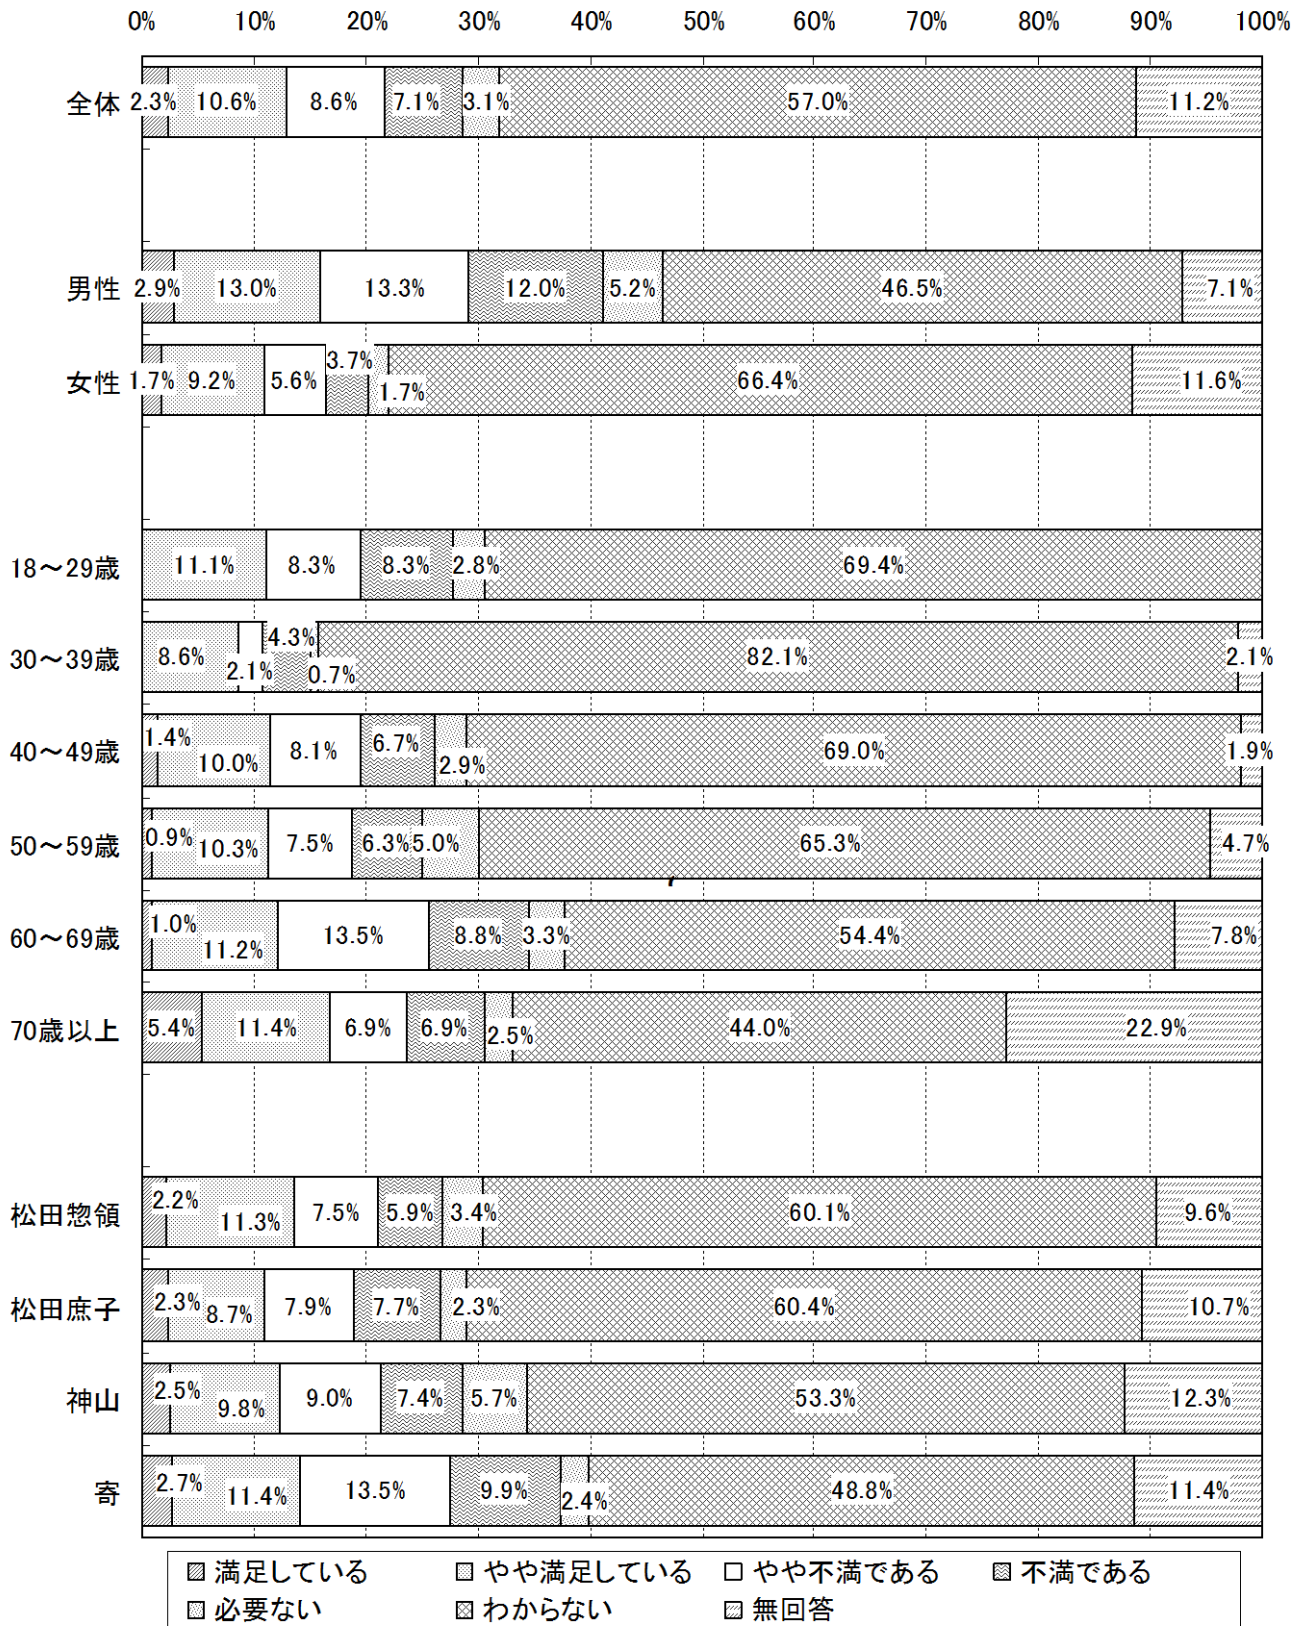 0% 10% 20% 30% 40% 50% 60% 70% 80% 90% 100%
全体 2.3% 10.6% 8.6% 7.1% 3.1% 57.0% 11.2%
男性 2.9% 13.0% 13.3% 12.0% 5.2% 46.5% 7.1%
女性 1.7% 9.2% 5.6% 3.7% 1.7% 66.4% 11.6%
18～29歳 11.1% 8.3% 8.3% 2.8% 69.4%
30～39歳 8.6% 2.1% 4.3% 0.7% 82.1% 2.1%
40～49歳 1.4% 10.0% 8.1% 6.7% 2.9% 69.0% 1.9%
50～59歳 0.9% 10.3% 7.5% 6.3% 5.0% 65.3% 4.7%
60～69歳 1.0% 11.2% 13.5% 8.8% 3.3% 54.4% 7.8%
70歳以上 5.4% 11.4% 6.9% 6.9% 2.5% 44.0% 22.9%
松田惣領 2.2% 11.3% 7.5% 5.9% 3.4% 60.1% 9.6%
松田庶子 2.3% 8.7% 7.9% 7.7% 2.3% 60.4% 10.7%
神山 2.5% 9.8% 9.0% 7.4% 5.7% 53.3% 12.3%
寄 2.7% 11.4% 13.5% 9.9% 2.4% 48.8% 11.4%
満足している やや満足している やや不満である 不満である
必要ない わからない 無回答